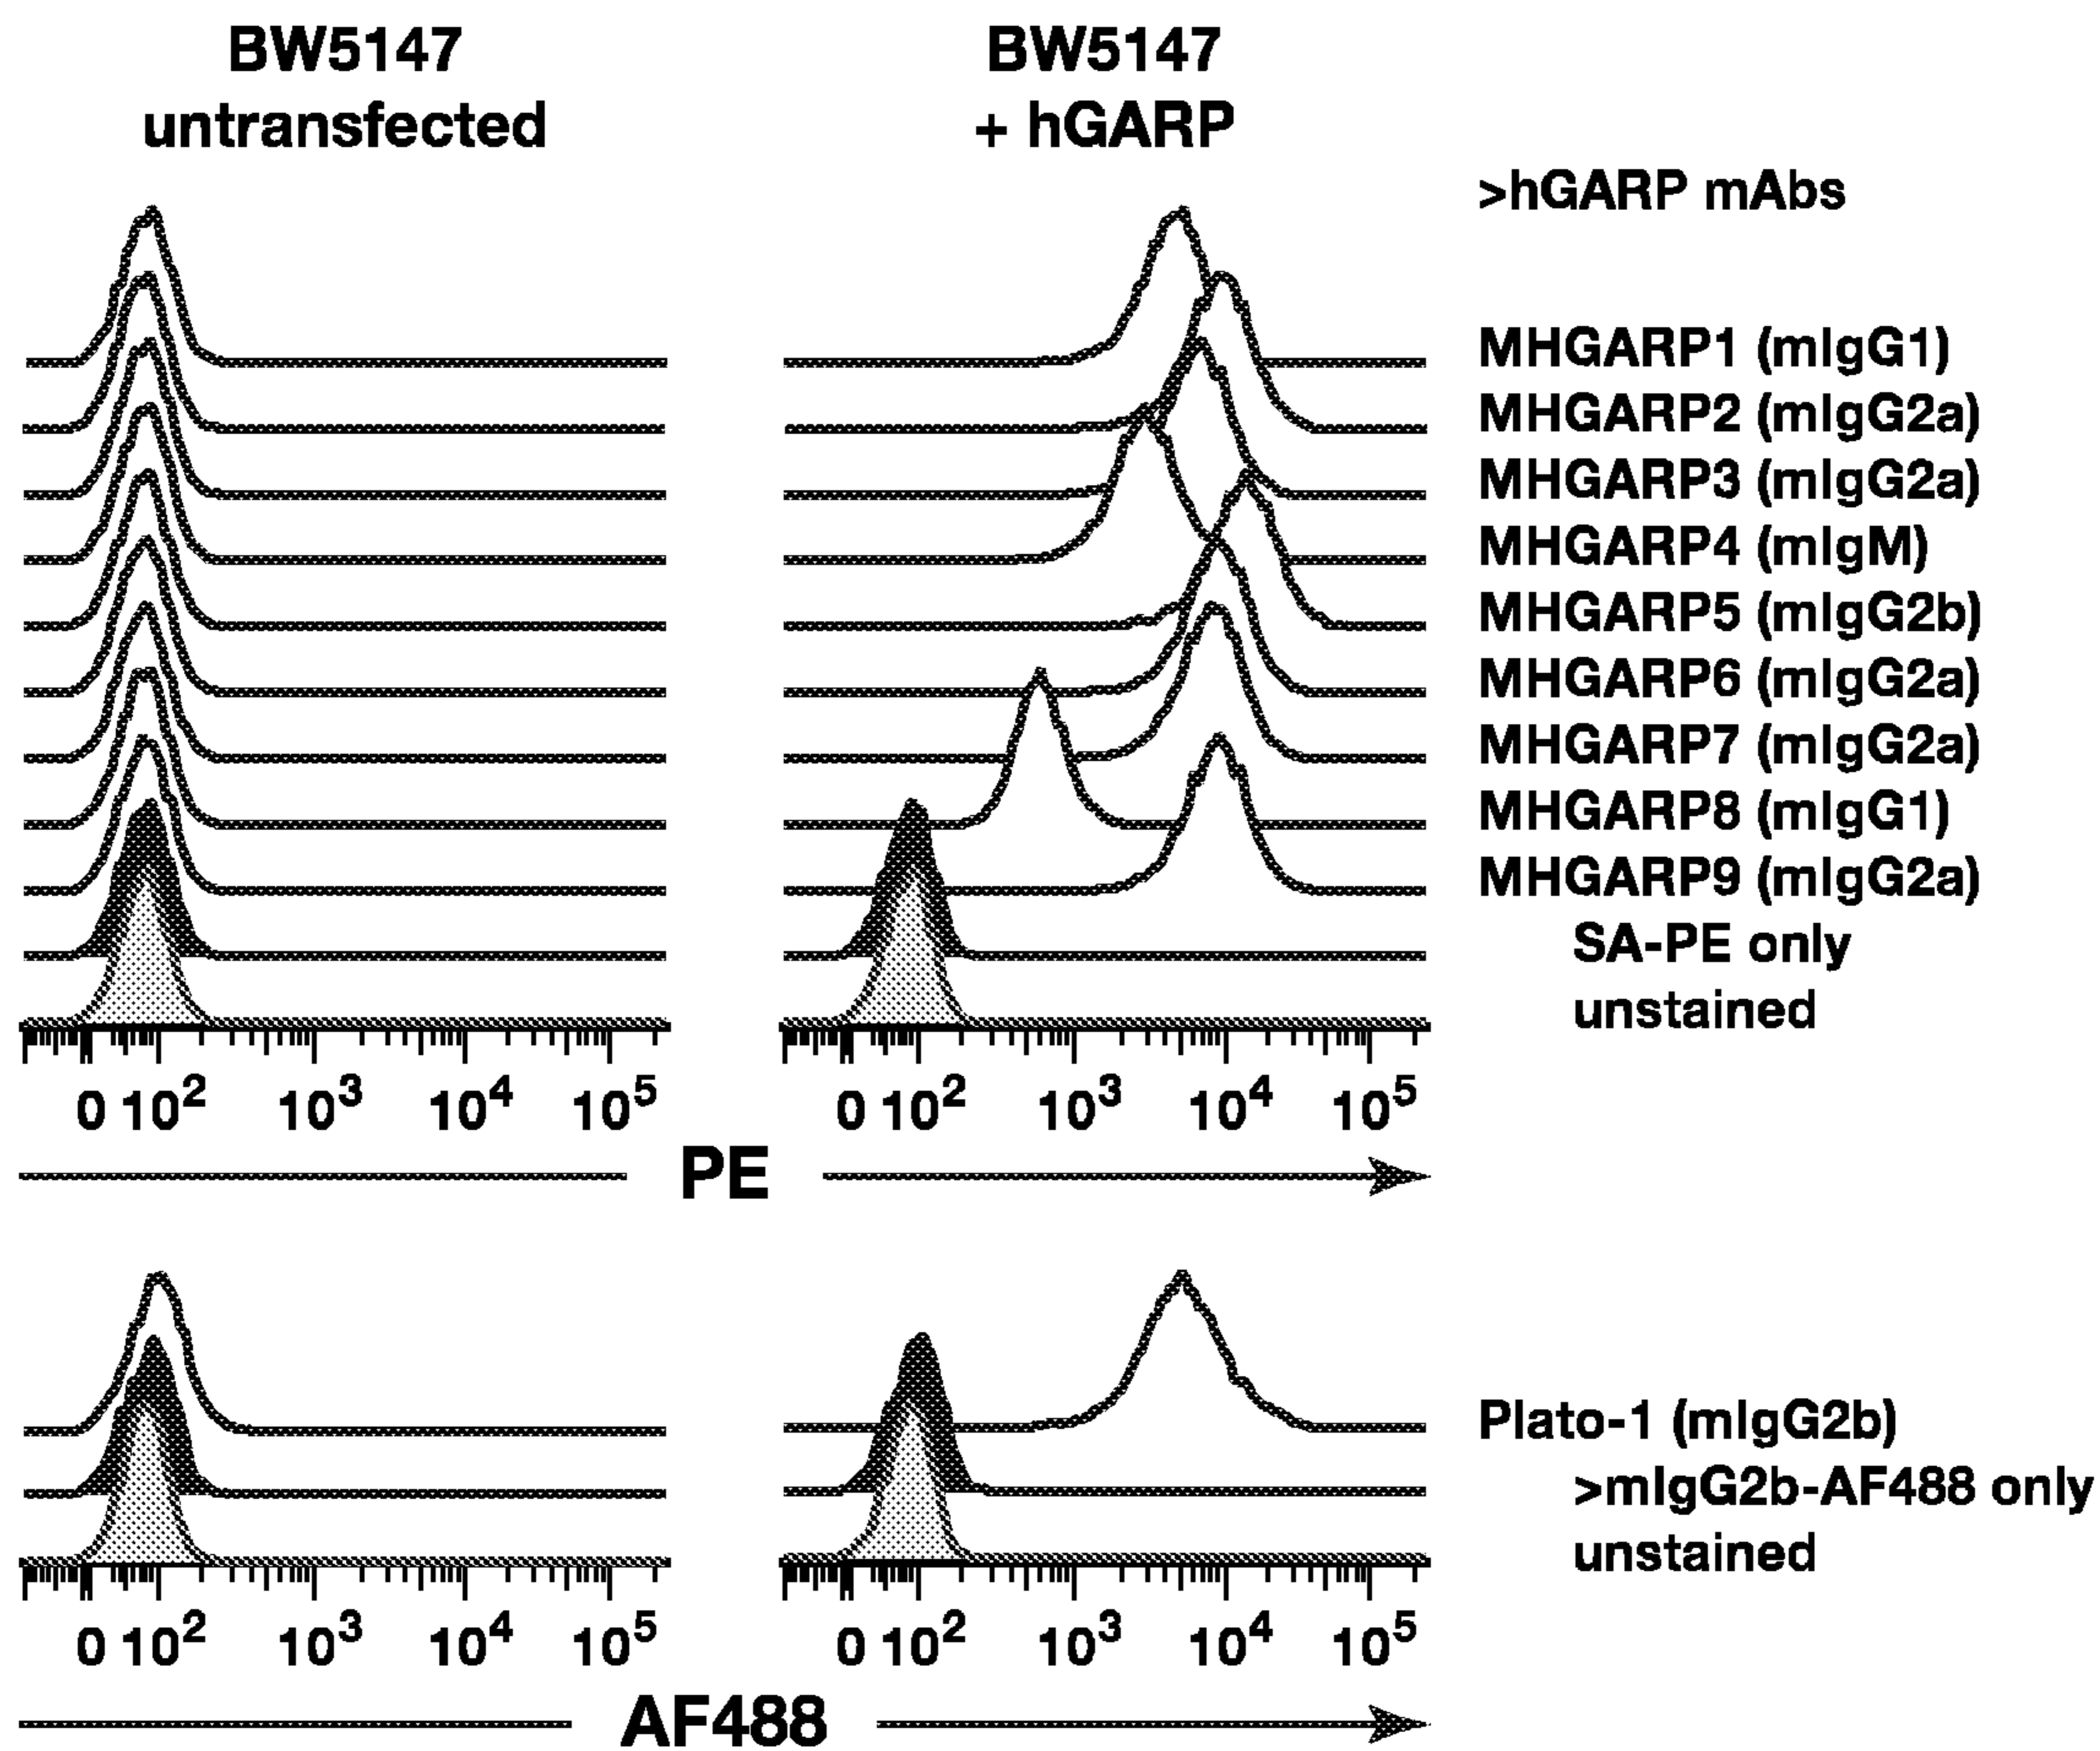 BW5147
untransfected
BW5147
+ hGARP
>hGARP mAbs
MHGARP1 (mIgG1)
MHGARP2 (mIgG2a)
MHGARP3 (mIgG2a)
MHGARP4 (mIgM)
MHGARP5 (mIgG2b)
MHGARP6 (mIgG2a)
MHGARP7 (mIgG2a)
MHGARP8 (mIgG1)
MHGARP9 (mIgG2a)
SA-PE only
unstained
0 10² 10³ 10⁴ 10⁵
0 10² 10³ 10⁴ 10⁵
PE
Plato-1 (mIgG2b)
>mIgG2b-AF488 only
unstained
0 10² 10³ 10⁴ 10⁵
0 10² 10³ 10⁴ 10⁵
AF488